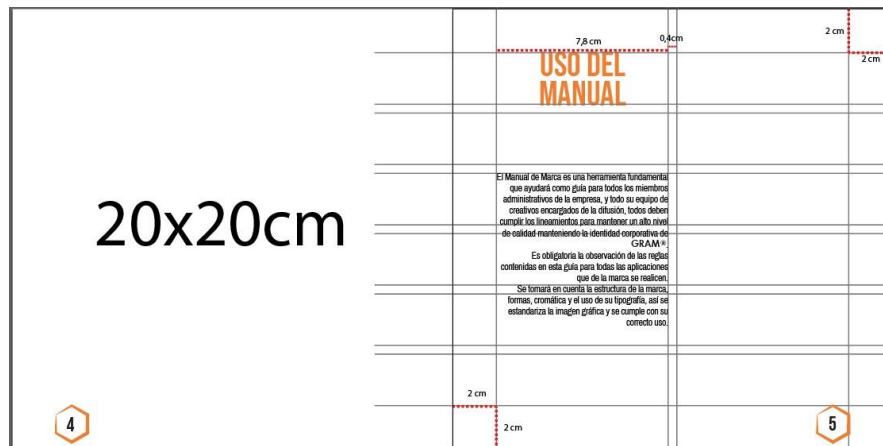 20x20cm
4
7,8 cm
0,4cm
2 cm
2 cm
USO DEL
MANUAL
El Manual de Marca es una herramienta fundamental
que ayudará como guía para todos los miembros
administrativos de la empresa, y todo su equipo de
creativos encargados de la difusión, todos deben
cumplir los lineamientos para mantener un alto nivel
de calidad manteniendo la identidad corporativa de
GRAM®.
Es obligatoria la observación de las reglas
contenidas en esta guía para todas las aplicaciones
que de la marca se realicen.
Se tomará en cuenta la estructura de la marca,
formas, cromática y el uso de su tipografía, así se
estandariza la imagen gráfica y se cumple con su
correcto uso.
2 cm
2 cm
5